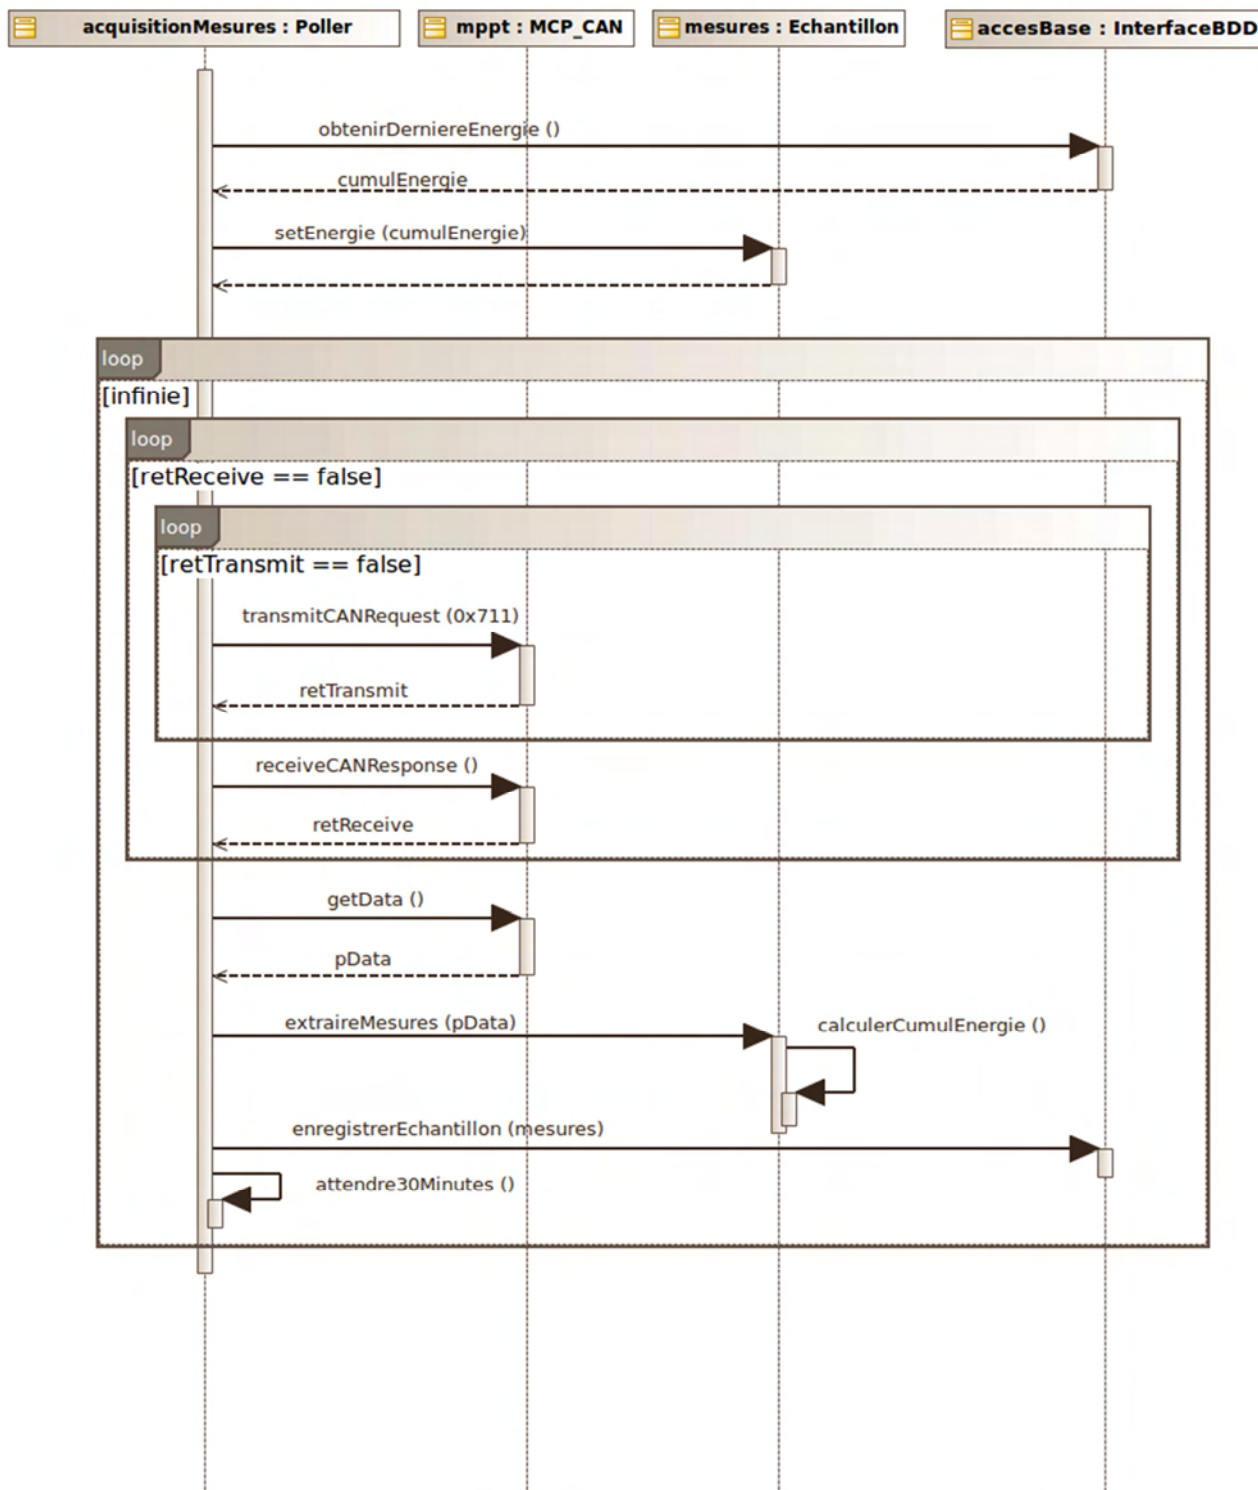 acquisitionMesures : Poller
mppt : MCP_CAN
mesures : Echantillon
accesBase : InterfaceBDD
obtenirDerniereEnergie ()
cumulEnergie
setEnergie (cumulEnergie)
loop
[infinie]
loop
[retReceive == false]
loop
[retTransmit == false]
transmitCANRequest (0x711)
retTransmit
receiveCANResponse ()
retReceive
getData ()
pData
extraireMesures (pData)
calculerCumulEnergie ()
enregistrerEchantillon (mesures)
attendre30Minutes ()